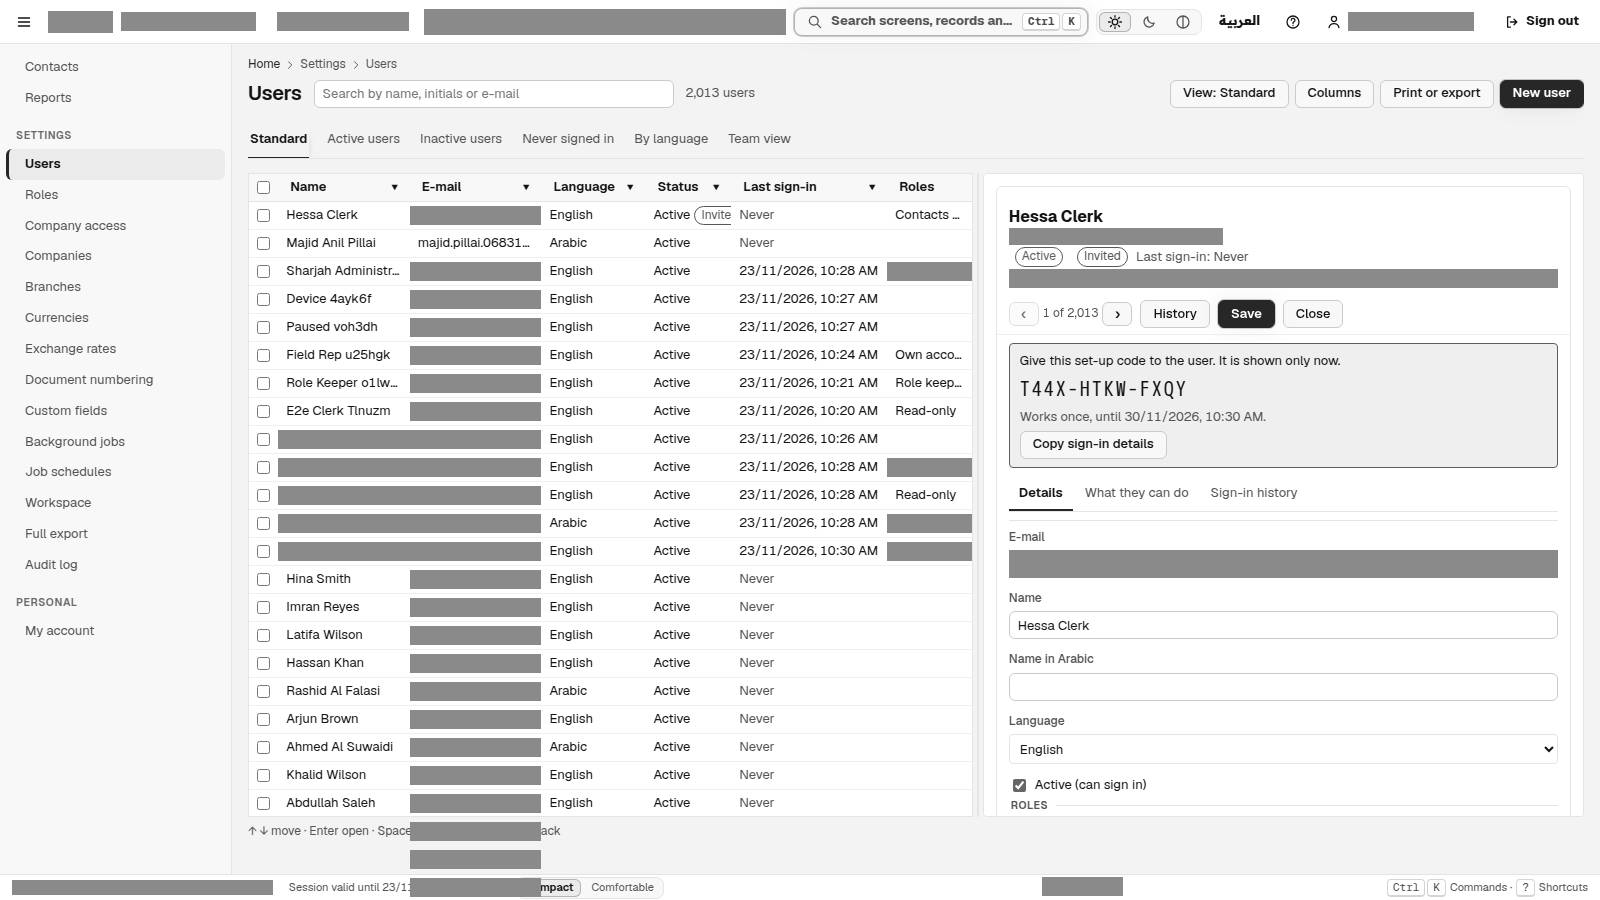 Search screens, records an... Ctrl K العربية Sign out
Contacts
Reports
SETTINGS
Users
Roles
Company access
Companies
Branches
Currencies
Exchange rates
Document numbering
Custom fields
Background jobs
Job schedules
Workspace
Full export
Audit log
PERSONAL
My account
Home > Settings > Users
Users Search by name, initials or e-mail 2,013 users View: Standard Columns Print or export New user
Standard Active users Inactive users Never signed in By language Team view
Name E-mail Language Status Last sign-in Roles
Hessa Clerk English Active Invite Never Contacts ...
Majid Anil Pillai majid.pillai.06831... Arabic Active Never
Sharjah Administr... English Active 23/11/2026, 10:28 AM
Device 4ayk6f English Active 23/11/2026, 10:27 AM
Paused voh3dh English Active 23/11/2026, 10:27 AM
Field Rep u25hgk English Active 23/11/2026, 10:24 AM Own acco...
Role Keeper o1lw... English Active 23/11/2026, 10:21 AM Role keep...
E2e Clerk Tlnuzm English Active 23/11/2026, 10:20 AM Read-only
English Active 23/11/2026, 10:26 AM
English Active 23/11/2026, 10:28 AM
English Active 23/11/2026, 10:28 AM Read-only
Arabic Active 23/11/2026, 10:28 AM
English Active 23/11/2026, 10:30 AM
Hina Smith English Active Never
Imran Reyes English Active Never
Latifa Wilson English Active Never
Hassan Khan English Active Never
Rashid Al Falasi Arabic Active Never
Arjun Brown English Active Never
Ahmed Al Suwaidi Arabic Active Never
Khalid Wilson English Active Never
Abdullah Saleh English Active Never
↑↓ move · Enter open · Space ack
Hessa Clerk
Active Invited Last sign-in: Never
‹ 1 of 2,013 › History Save Close
Give this set-up code to the user. It is shown only now.
T44X-HTKW-FXQY
Works once, until 30/11/2026, 10:30 AM.
Copy sign-in details
Details What they can do Sign-in history
E-mail
Name
Hessa Clerk
Name in Arabic
Language
English
Active (can sign in)
ROLES
Session valid until 23/11 mpact Comfortable Ctrl K Commands · ? Shortcuts